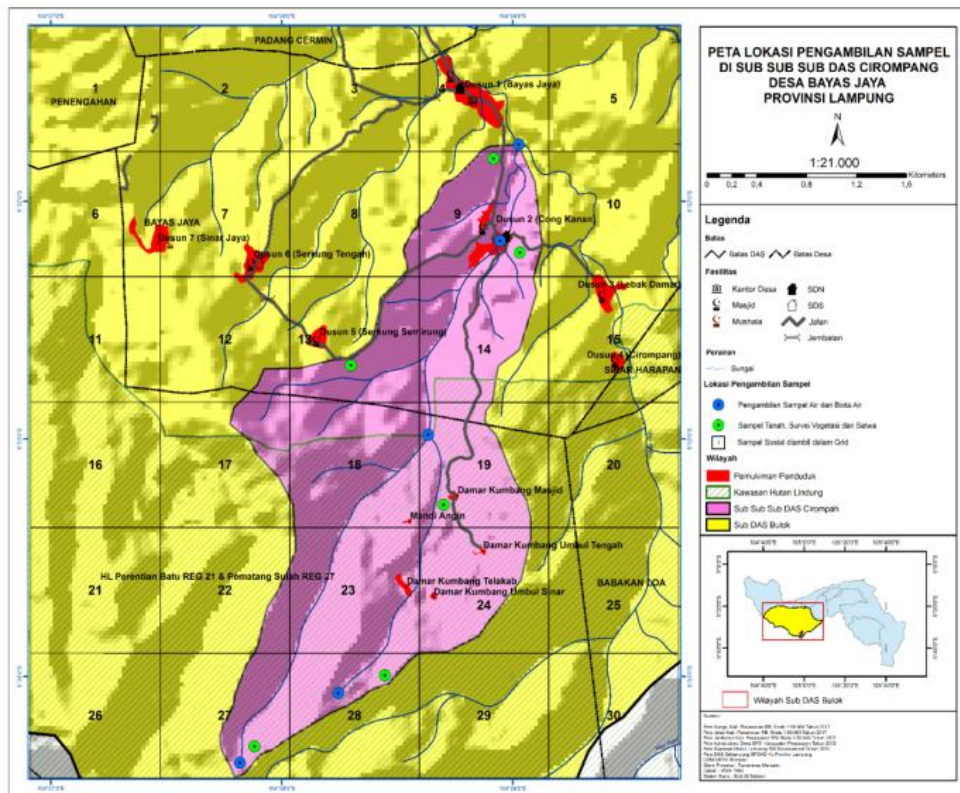 PADANG CERMIN
1
2
3
4
Dusun 1 (Bayas Jaya)
5
PENENGAHAN
6
BAYAS JAYA
Dusun 7 (Sinar Jaya)
7
Dusun 6 (Serkung Tengah)
8
9
Dusun 2 (Cong Kanan)
10
Dusun 3 (Lebak Damar)
11
12
13
Dusun 5 (Serkung Semirung)
14
15
Dusun 4 (Cirompang)
SINAR HARAPAN
16
17
18
19
20
Damar Kumbang Masjid
Mandi Angin
Damar Kumbang Umbul Tengah
HL Perentian Batu REG 21 & Pematang Sulah REG 27
21
22
23
Damar Kumbang Telakab
Damar Kumbang Umbul Sinar
24
BABAKAN LOA
25
26
27
28
29
30
PETA LOKASI PENGAMBILAN SAMPEL
DI SUB SUB SUB DAS CIROMPANG
DESA BAYAS JAYA
PROVINSI LAMPUNG
N
1:21.000
Kilometers
0 0,2 0,4 0,8 1,2 1,6
Legenda
Batas
Batas DAS Batas Desa
Fasilitas
Kantor Desa SDN
Masjid SDS
Mushala Jalan
Jembatan
Perairan
Sungai
Lokasi Pengambilan Sampel
Pengambilan Sampel Air dan Biota Air
Sampel Tanah, Survei Vegetasi dan Satwa
Sampel Sosial diambil dalam Grid
Wilayah
Pemukiman Penduduk
Kawasan Hutan Lindung
Sub Sub Sub DAS Cirompah
Sub DAS Bulok
Wilayah Sub DAS Bulok